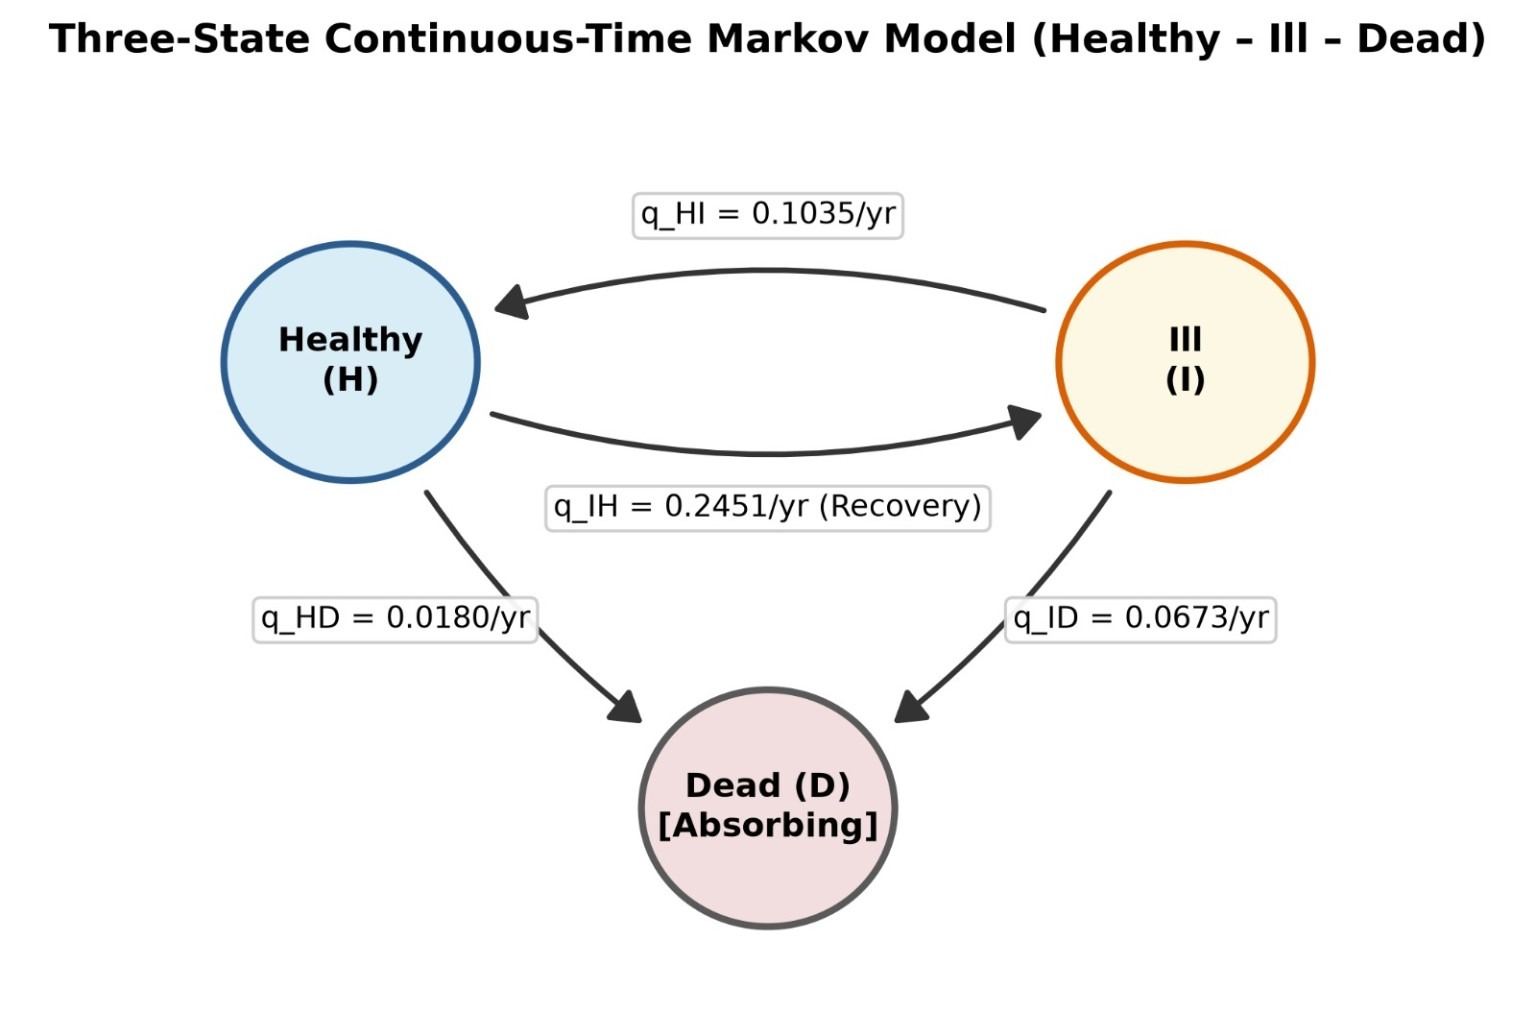 Three-State Continuous-Time Markov Model (Healthy – Ill – Dead)
q_HI = 0.1035/yr
Healthy
(H)
Ill
(I)
q_IH = 0.2451/yr (Recovery)
q_HD = 0.0180/yr
q_ID = 0.0673/yr
Dead (D)
[Absorbing]